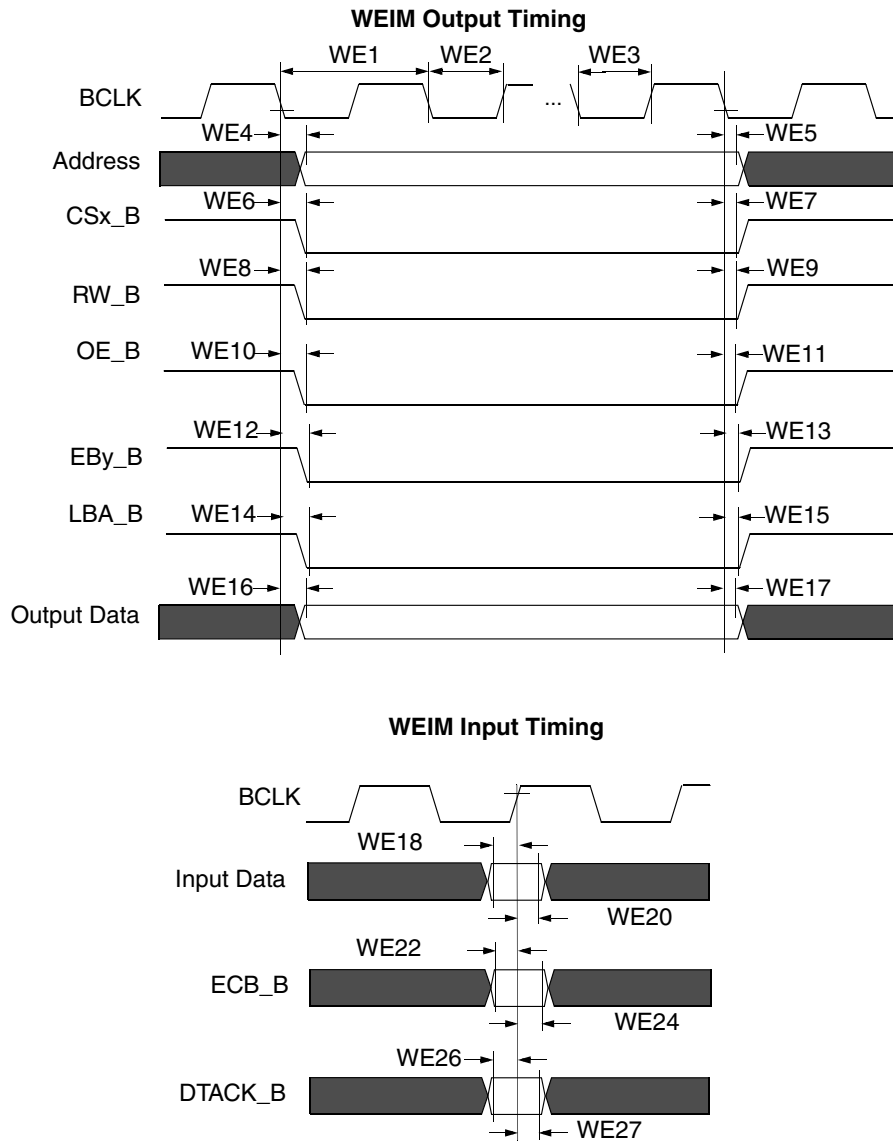 WEIM Output Timing
WE1 WE2 WE3
BCLK ...
WE4 WE5
Address
WE6 WE7
CSx_B
WE8 WE9
RW_B
OE_B
WE10 WE11
WE12 WE13
EBy_B
LBA_B
WE14 WE15
WE16 WE17
Output Data
WEIM Input Timing
BCLK
WE18
Input Data
WE20
WE22
ECB_B
WE24
WE26
DTACK_B
WE27